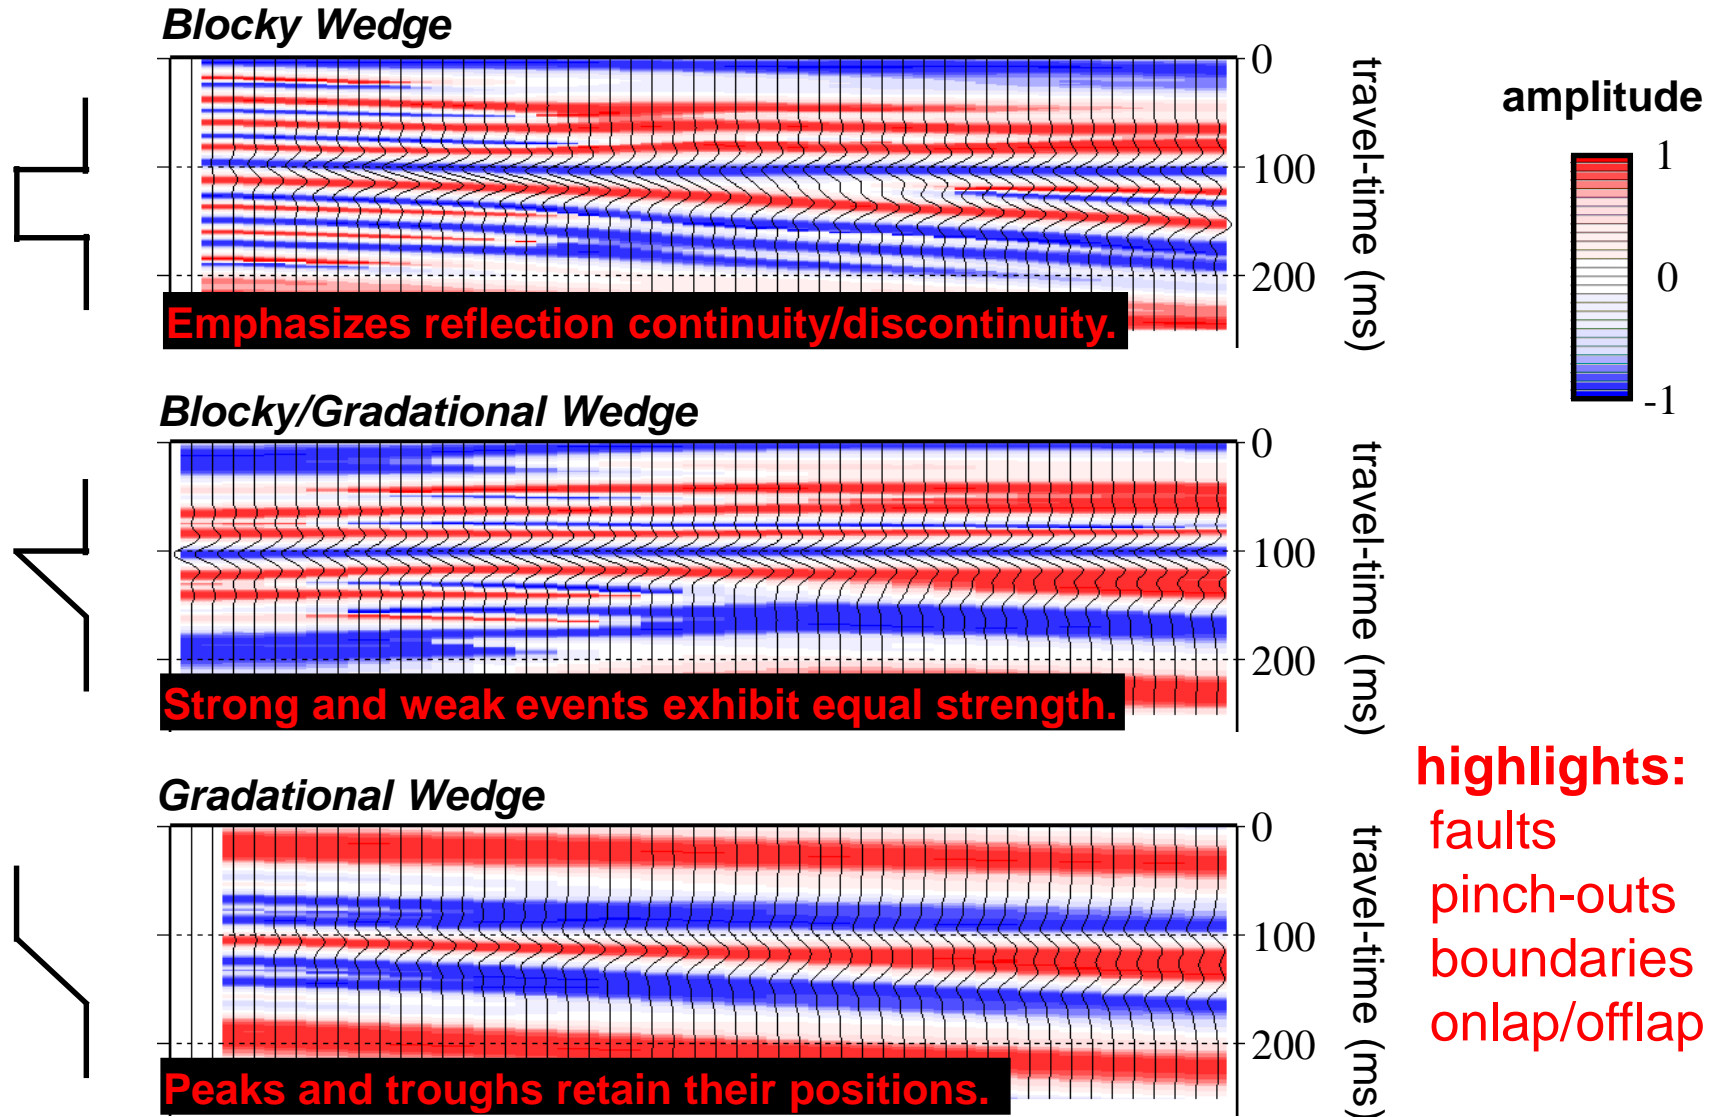 Blocky Wedge
0
100
200
travel-time (ms)
Emphasizes reflection continuity/discontinuity.
amplitude
1
0
-1
Blocky/Gradational Wedge
0
100
200
travel-time (ms)
Strong and weak events exhibit equal strength.
Gradational Wedge
0
100
200
travel-time (ms)
Peaks and troughs retain their positions.
highlights:
faults
pinch-outs
boundaries
onlap/offlap